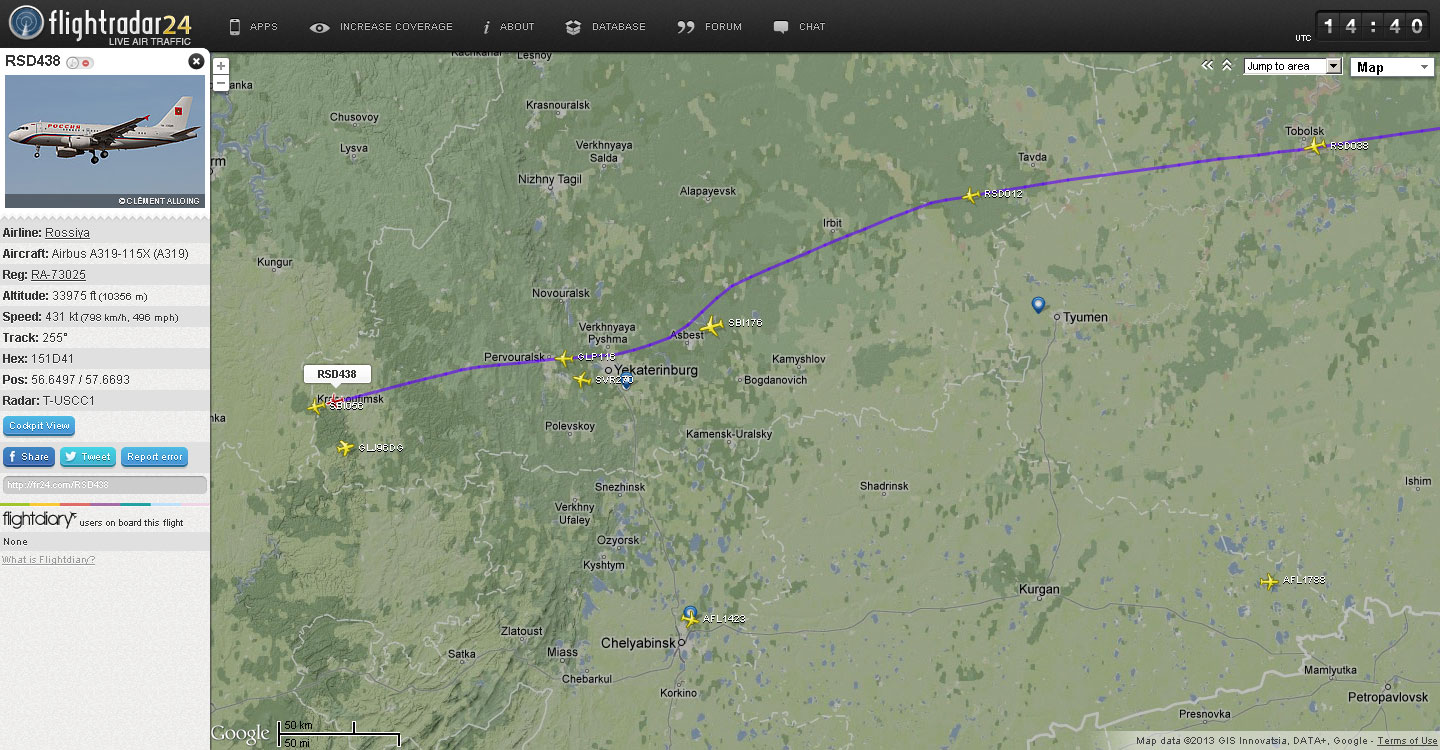 flightradar24
LIVE AIR TRAFFIC
APPS
INCREASE COVERAGE
ABOUT
DATABASE
FORUM
CHAT
UTC
14:40
RSD438
РОССИЯ
© CLÉMENT ALLOING
Airline: Rossiya
Aircraft: Airbus A319-115X (A319)
Reg: RA-73025
Altitude: 33975 ft (10356 m)
Speed: 431 kt (798 km/h, 496 mph)
Track: 255°
Hex: 151D41
Pos: 56.6497 / 57.6693
Radar: T-USCC1
Cockpit View
Share
Tweet
Report error
http://fr24.com/RSD438
flightdiary users on board this flight
None
What is Flightdiary?
+
−
Jump to area
Map
Lesnoy
Krasnouralsk
Chusovoy
Lysva
Verkhnyaya
Salda
Nizhny Tagil
Alapayevsk
Tavda
Tobolsk
RSD038
RSD012
Irbit
Kungur
Novouralsk
Verkhnyaya
Pyshma
Asbest
SBI176
Tyumen
Pervouralsk
GLP116
Yekaterinburg
SVR270
Kamyshlov
Bogdanovich
RSD438
SBI056
GLJ96DG
Polevskoy
Kamensk-Uralsky
Snezhinsk
Verkhny
Ufaley
Shadrinsk
Ishim
Ozyorsk
Kyshtym
Kurgan
AFL1783
AFL1423
Chelyabinsk
Zlatoust
Miass
Satka
Chebarkul
Korkino
Mamlyutka
Petropavlovsk
Presnovka
Google
50 km
50 mi
Map data ©2013 GIS Innovatsia, DATA+, Google - Terms of Use